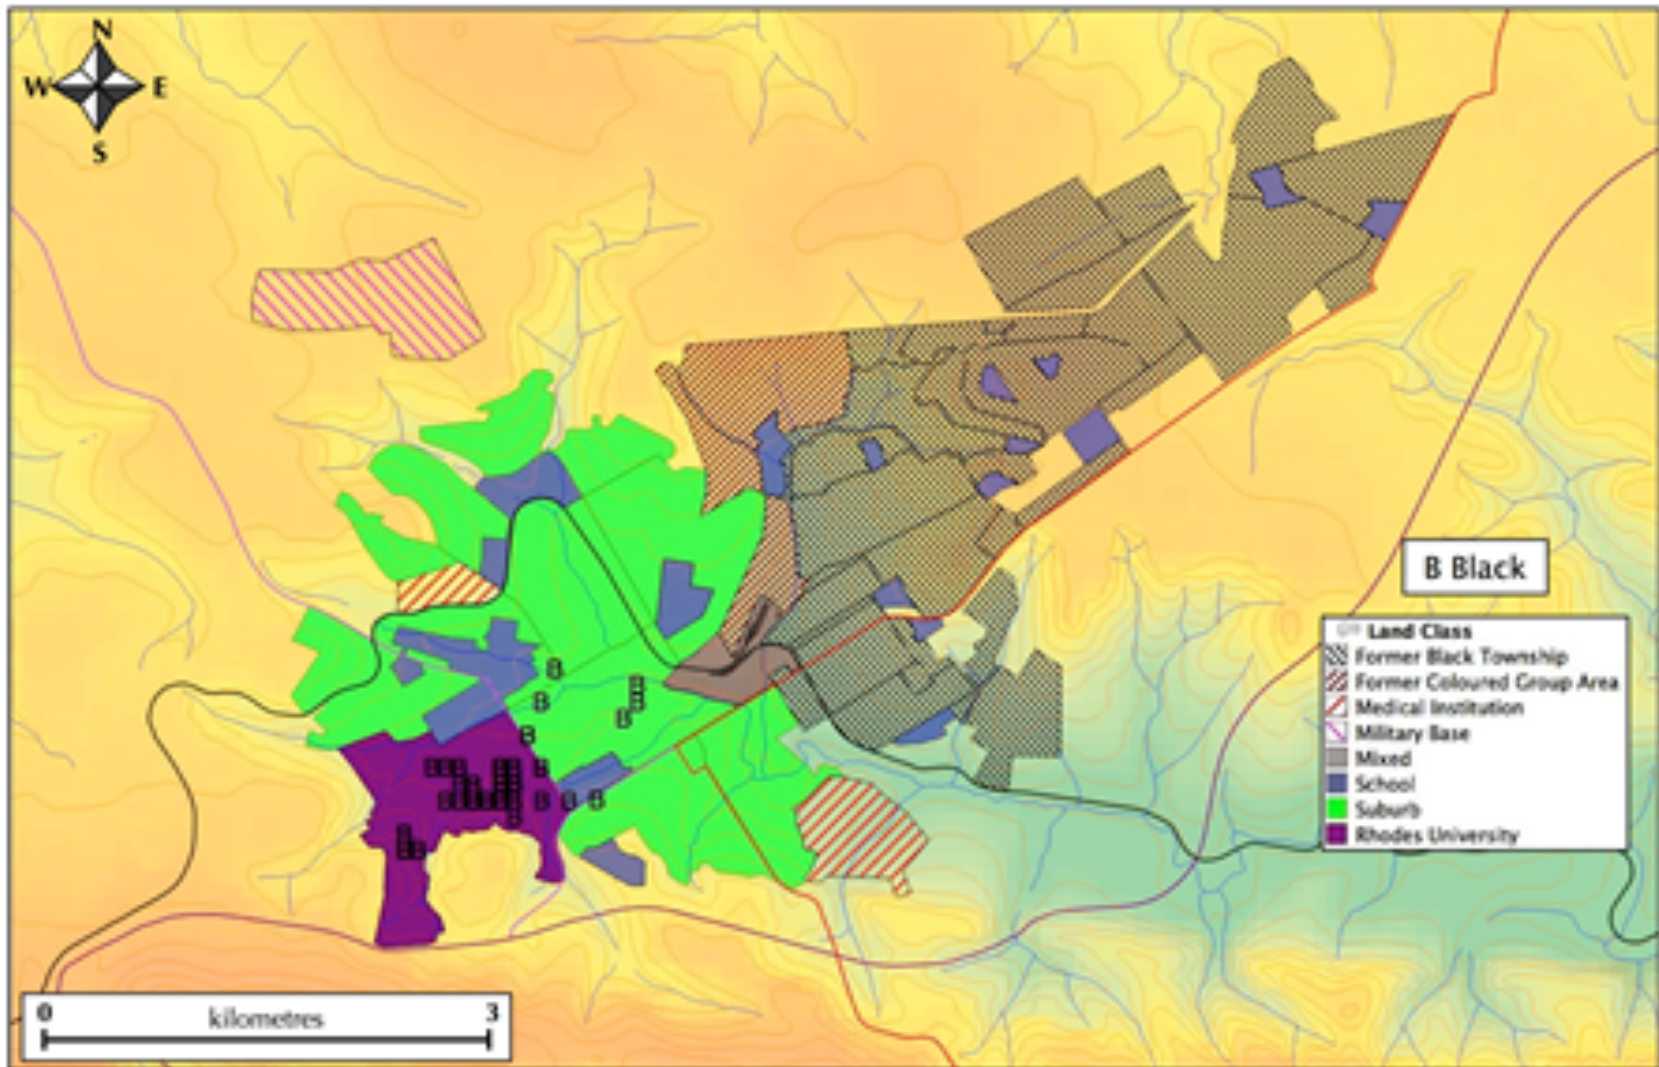 N
W E
S
B Black
Land Class
Former Black Township
Former Coloured Group Area
Medical Institution
Military Base
Mixed
School
Suburb
Rhodes University
B
B
B
B
B
B
B
B
B
B
0 kilometres 3